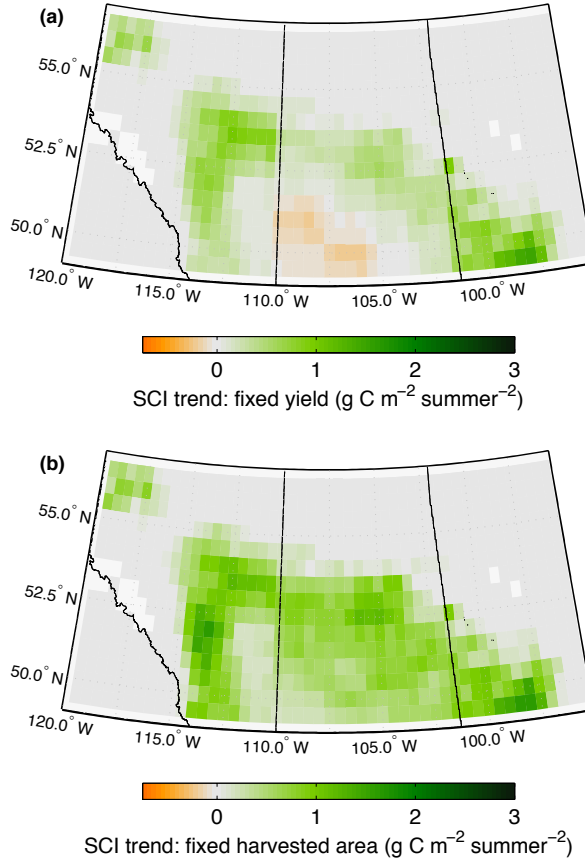 (a)
55.0° N
52.5° N
50.0° N
120.0° W
115.0° W
110.0° W
105.0° W
100.0° W
0 1 2 3
SCI trend: fixed yield (g C m⁻² summer⁻²)
(b)
55.0° N
52.5° N
50.0° N
120.0° W
115.0° W
110.0° W
105.0° W
100.0° W
0 1 2 3
SCI trend: fixed harvested area (g C m⁻² summer⁻²)